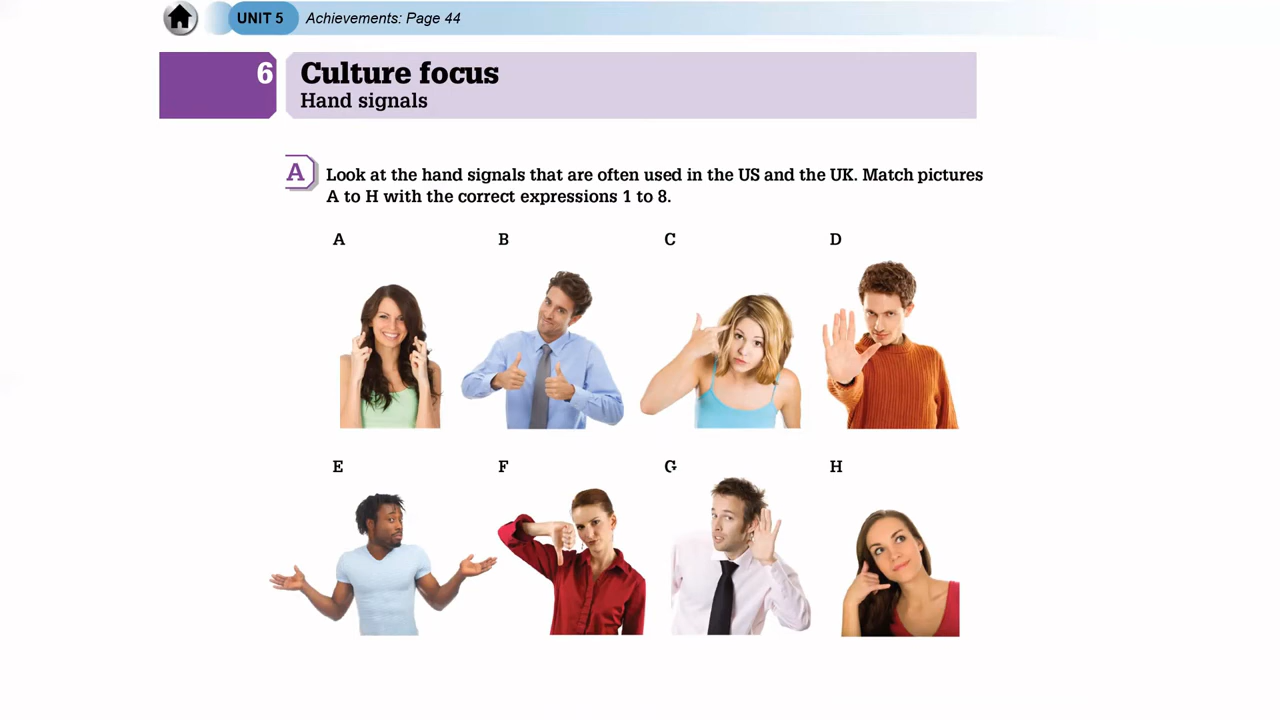 UNIT 5 Achievements: Page 44
6 Culture focus
Hand signals
A Look at the hand signals that are often used in the US and the UK. Match pictures
A to H with the correct expressions 1 to 8.
A B C D
E F G H